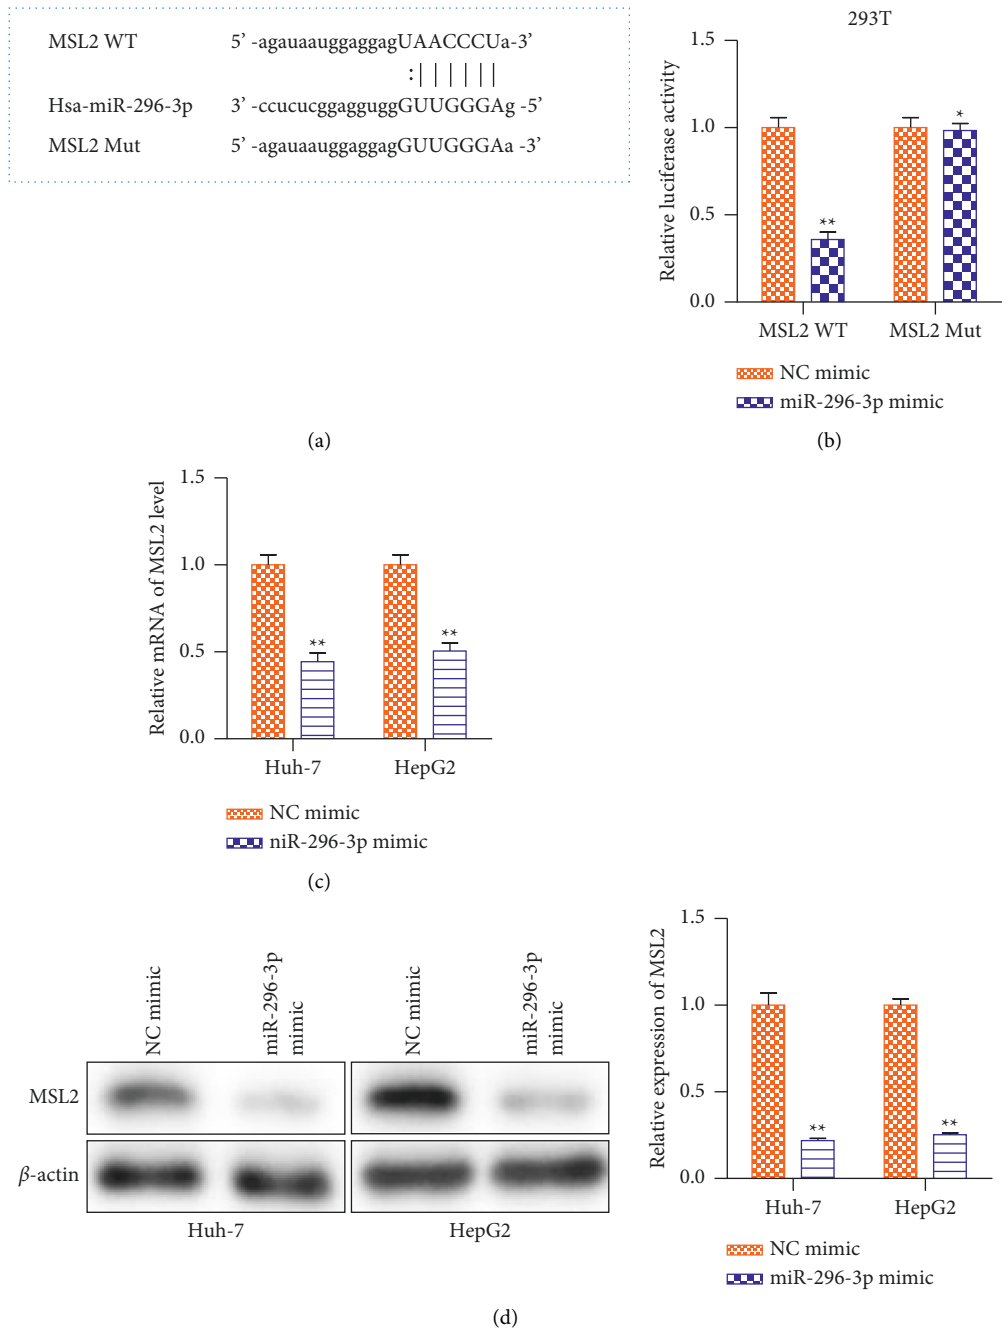 MSL2 WT 5' -agauaauggaggagUAACCCUa-3'
:||||||
Hsa-miR-296-3p 3' -ccucucggagguggGUUGGGAg -5'
MSL2 Mut 5' -agauaauggaggagGUUGGGAa -3'
(a)
293T
Relative luciferase activity
1.5
1.0
0.5
0.0
**
*
MSL2 WT MSL2 Mut
NC mimic
miR-296-3p mimic
(b)
Relative mRNA of MSL2 level
1.5
1.0
0.5
0.0
**
**
Huh-7 HepG2
NC mimic
niR-296-3p mimic
(c)
NC mimic
miR-296-3p
mimic
NC mimic
miR-296-3p
mimic
MSL2
β-actin
Huh-7 HepG2
Relative expression of MSL2
1.5
1.0
0.5
0.0
**
**
Huh-7 HepG2
NC mimic
miR-296-3p mimic
(d)